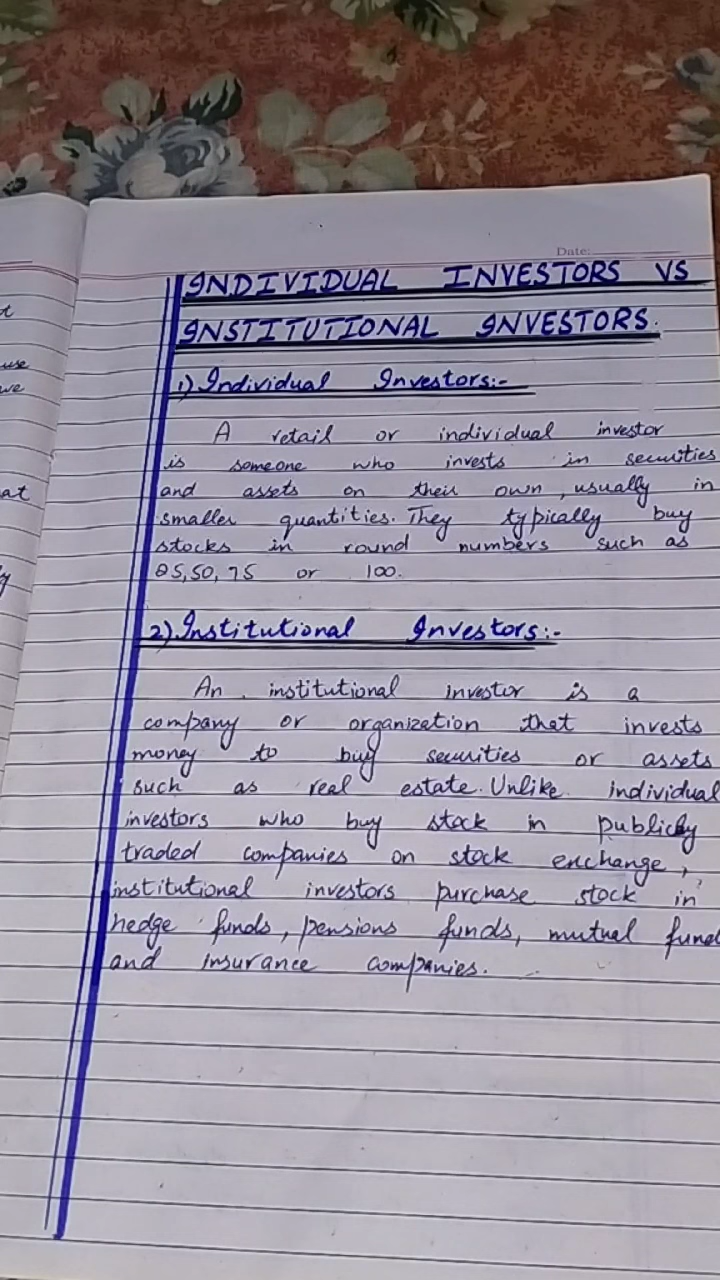 t
use
we
at
Date:
INDIVIDUAL INVESTORS VS
INSTITUTIONAL INVESTORS.
1) Individual Investors:-
A retail or individual investor
is someone who invests in securities
and assets on their own, usually in
smaller quantities. They typically buy
stocks in round numbers such as
25, 50, 75 or 100.
2) Institutional Investors:-
An institutional investor is a
company or organization that invests
money to buy securities or assets
such as real estate. Unlike individual
investors who buy stock in publicly
traded companies on stock exchange,
institutional investors purchase stock in
hedge funds, pensions funds, mutual fund
and insurance companies.